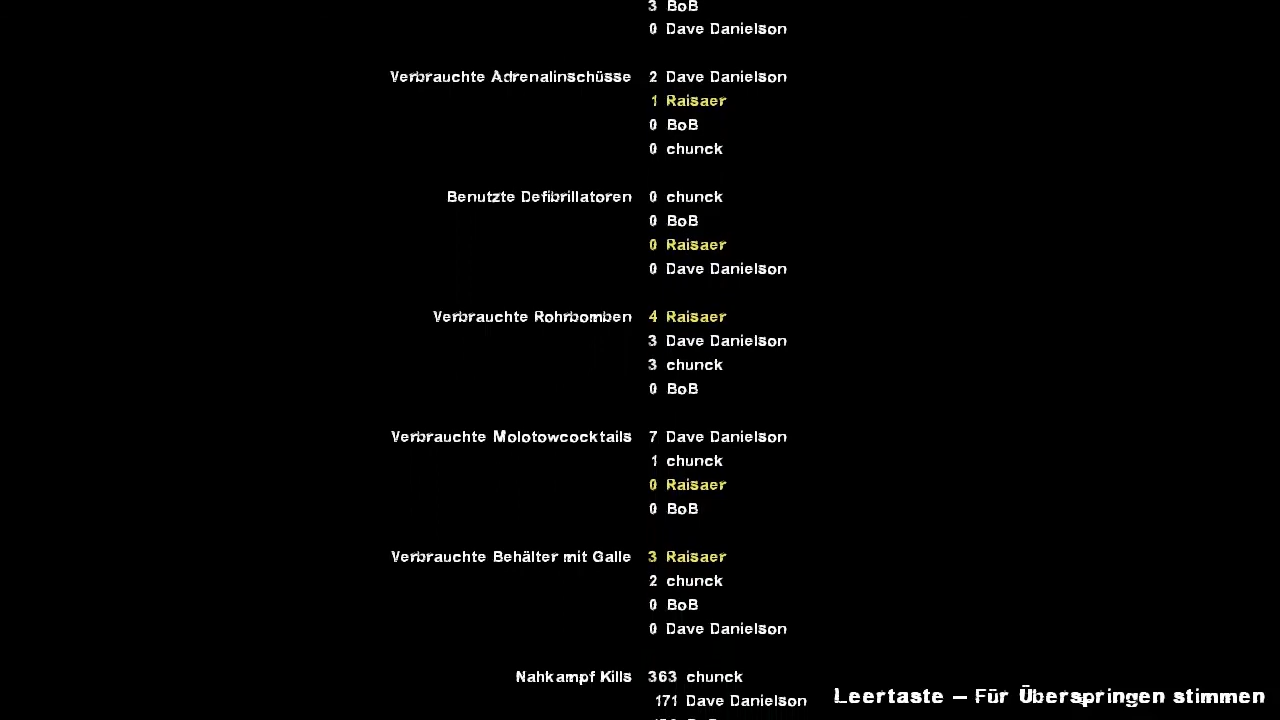 3 BoB
0 Dave Danielson
Verbrauchte Adrenalinschüsse 2 Dave Danielson
1 Raisaer
0 BoB
0 chunck
Benutzte Defibrillatoren 0 chunck
0 BoB
0 Raisaer
0 Dave Danielson
Verbrauchte Rohrbomben 4 Raisaer
3 Dave Danielson
3 chunck
0 BoB
Verbrauchte Molotowcocktails 7 Dave Danielson
1 chunck
0 Raisaer
0 BoB
Verbrauchte Behälter mit Galle 3 Raisaer
2 chunck
0 BoB
0 Dave Danielson
Nahkampf Kills 363 chunck
171 Dave Danielson
Leertaste – Für Überspringen stimmen